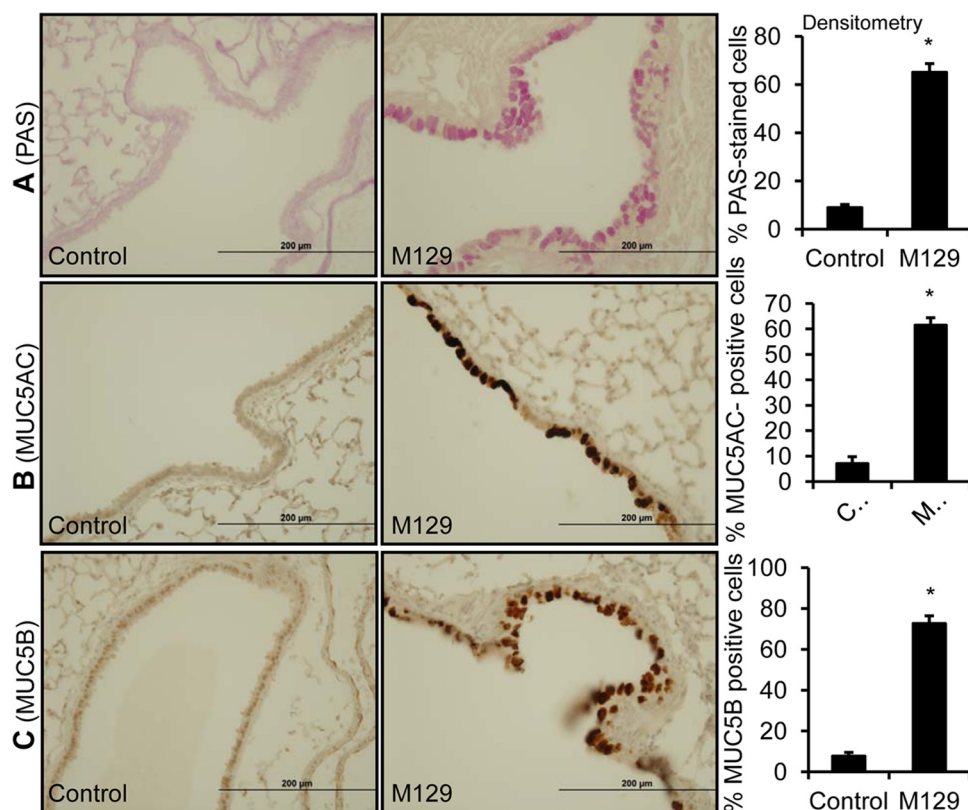 A (PAS)
Control
200 µm
M129
200 µm
Densitometry
% PAS-stained cells
80
60
40
20
0
*
Control M129
B (MUC5AC)
Control
200 µm
M129
200 µm
% MUC5AC- positive cells
70
60
50
40
30
20
10
0
*
C.. M..
C (MUC5B)
Control
200 µm
M129
200 µm
% MUC5B positive cells
100
80
60
40
20
0
*
Control M129